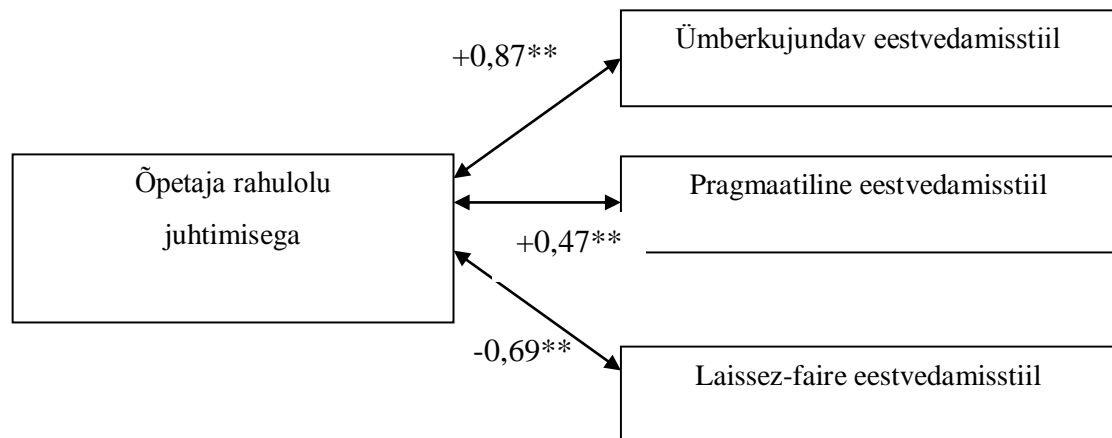 Ümberkujundav eestvedamisstiil
+0,87**
Õpetaja rahulolu
juhtimisega
Pragmaatiline eestvedamisstiil
+0,47**
-0,69**
Laissez-faire eestvedamisstiil